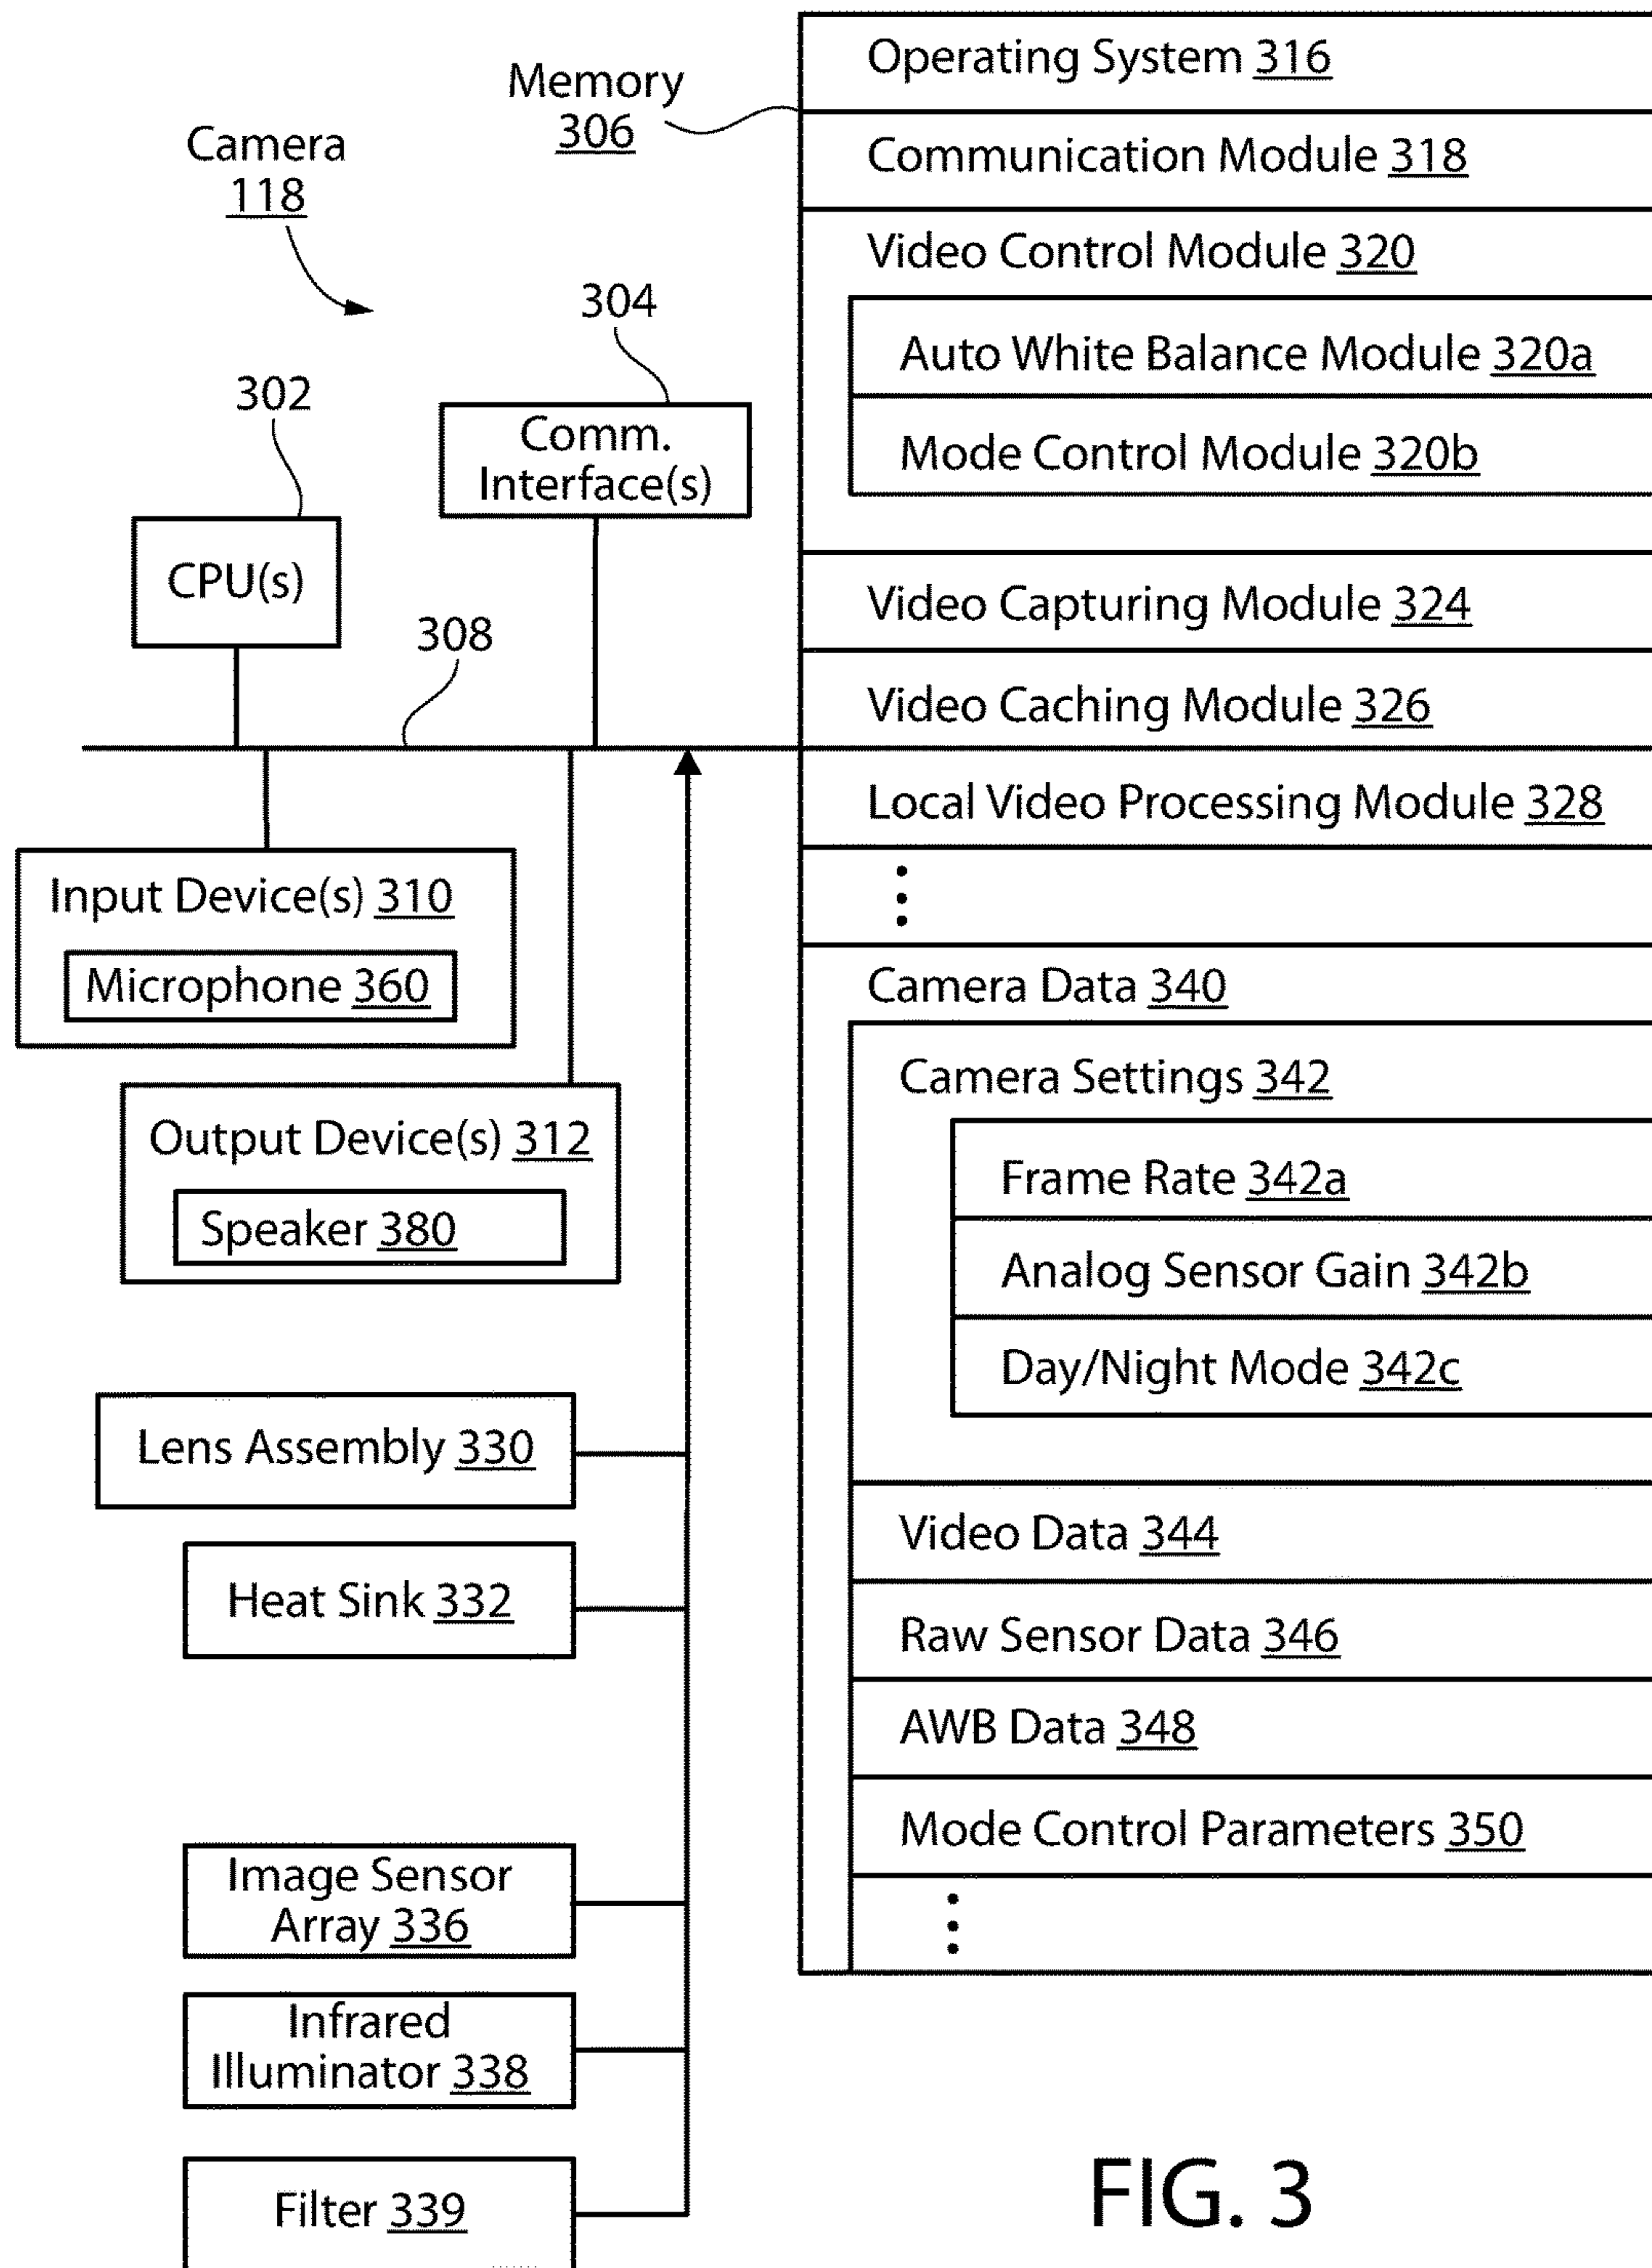 Camera
118
302
CPU(s)
304
Comm.
Interface(s)
308
Input Device(s) 310
Microphone 360
Output Device(s) 312
Speaker 380
Lens Assembly 330
Heat Sink 332
Image Sensor
Array 336
Infrared
Illuminator 338
Filter 339
Memory
306
Operating System 316
Communication Module 318
Video Control Module 320
Auto White Balance Module 320a
Mode Control Module 320b
Video Capturing Module 324
Video Caching Module 326
Local Video Processing Module 328
Camera Data 340
Camera Settings 342
Frame Rate 342a
Analog Sensor Gain 342b
Day/Night Mode 342c
Video Data 344
Raw Sensor Data 346
AWB Data 348
Mode Control Parameters 350
FIG. 3